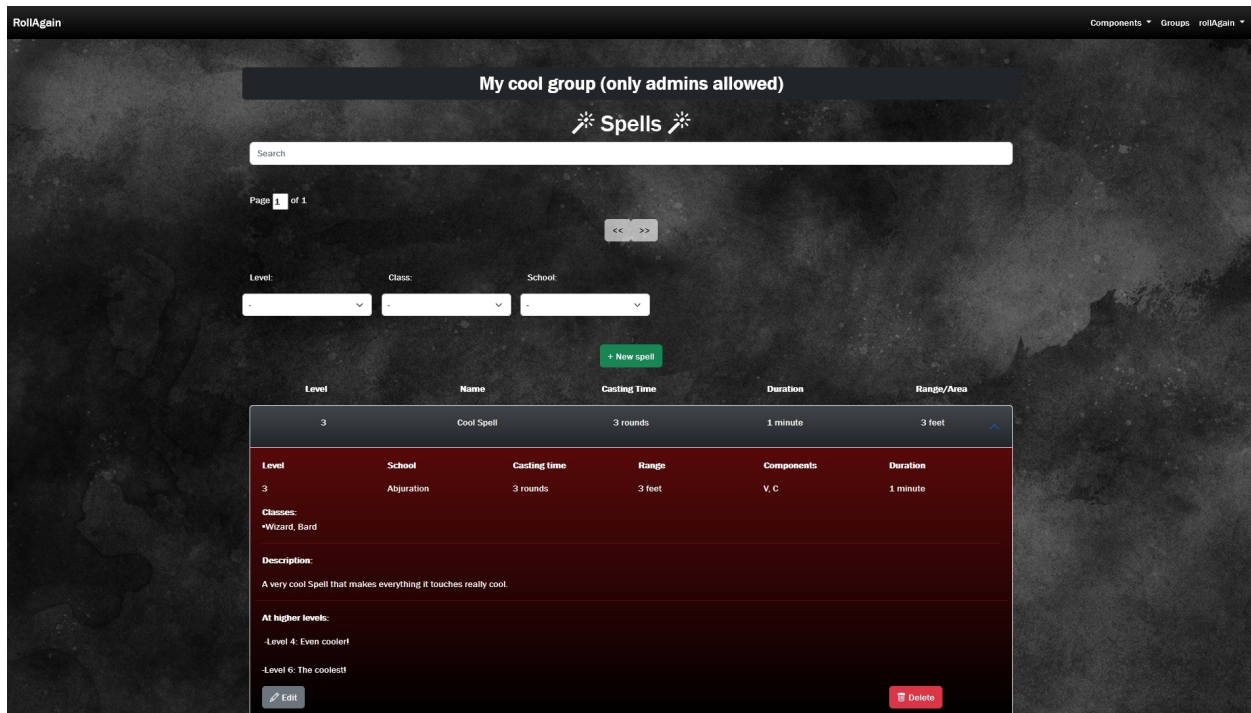 RollAgain Components Groups rollAgain
My cool group (only admins allowed)
Spells
Search
Page 1 of 1
<< >>
Level: Class: School:
- - -
+ New spell
Level Name Casting Time Duration Range/Area
3 Cool Spell 3 rounds 1 minute 3 feet
Level School Casting time Range Components Duration
3 Abjuration 3 rounds 3 feet V, C 1 minute
Classes:
•Wizard, Bard
Description:
A very cool Spell that makes everything it touches really cool.
At higher levels:
-Level 4: Even cooler!
-Level 6: The coolest!
Edit Delete